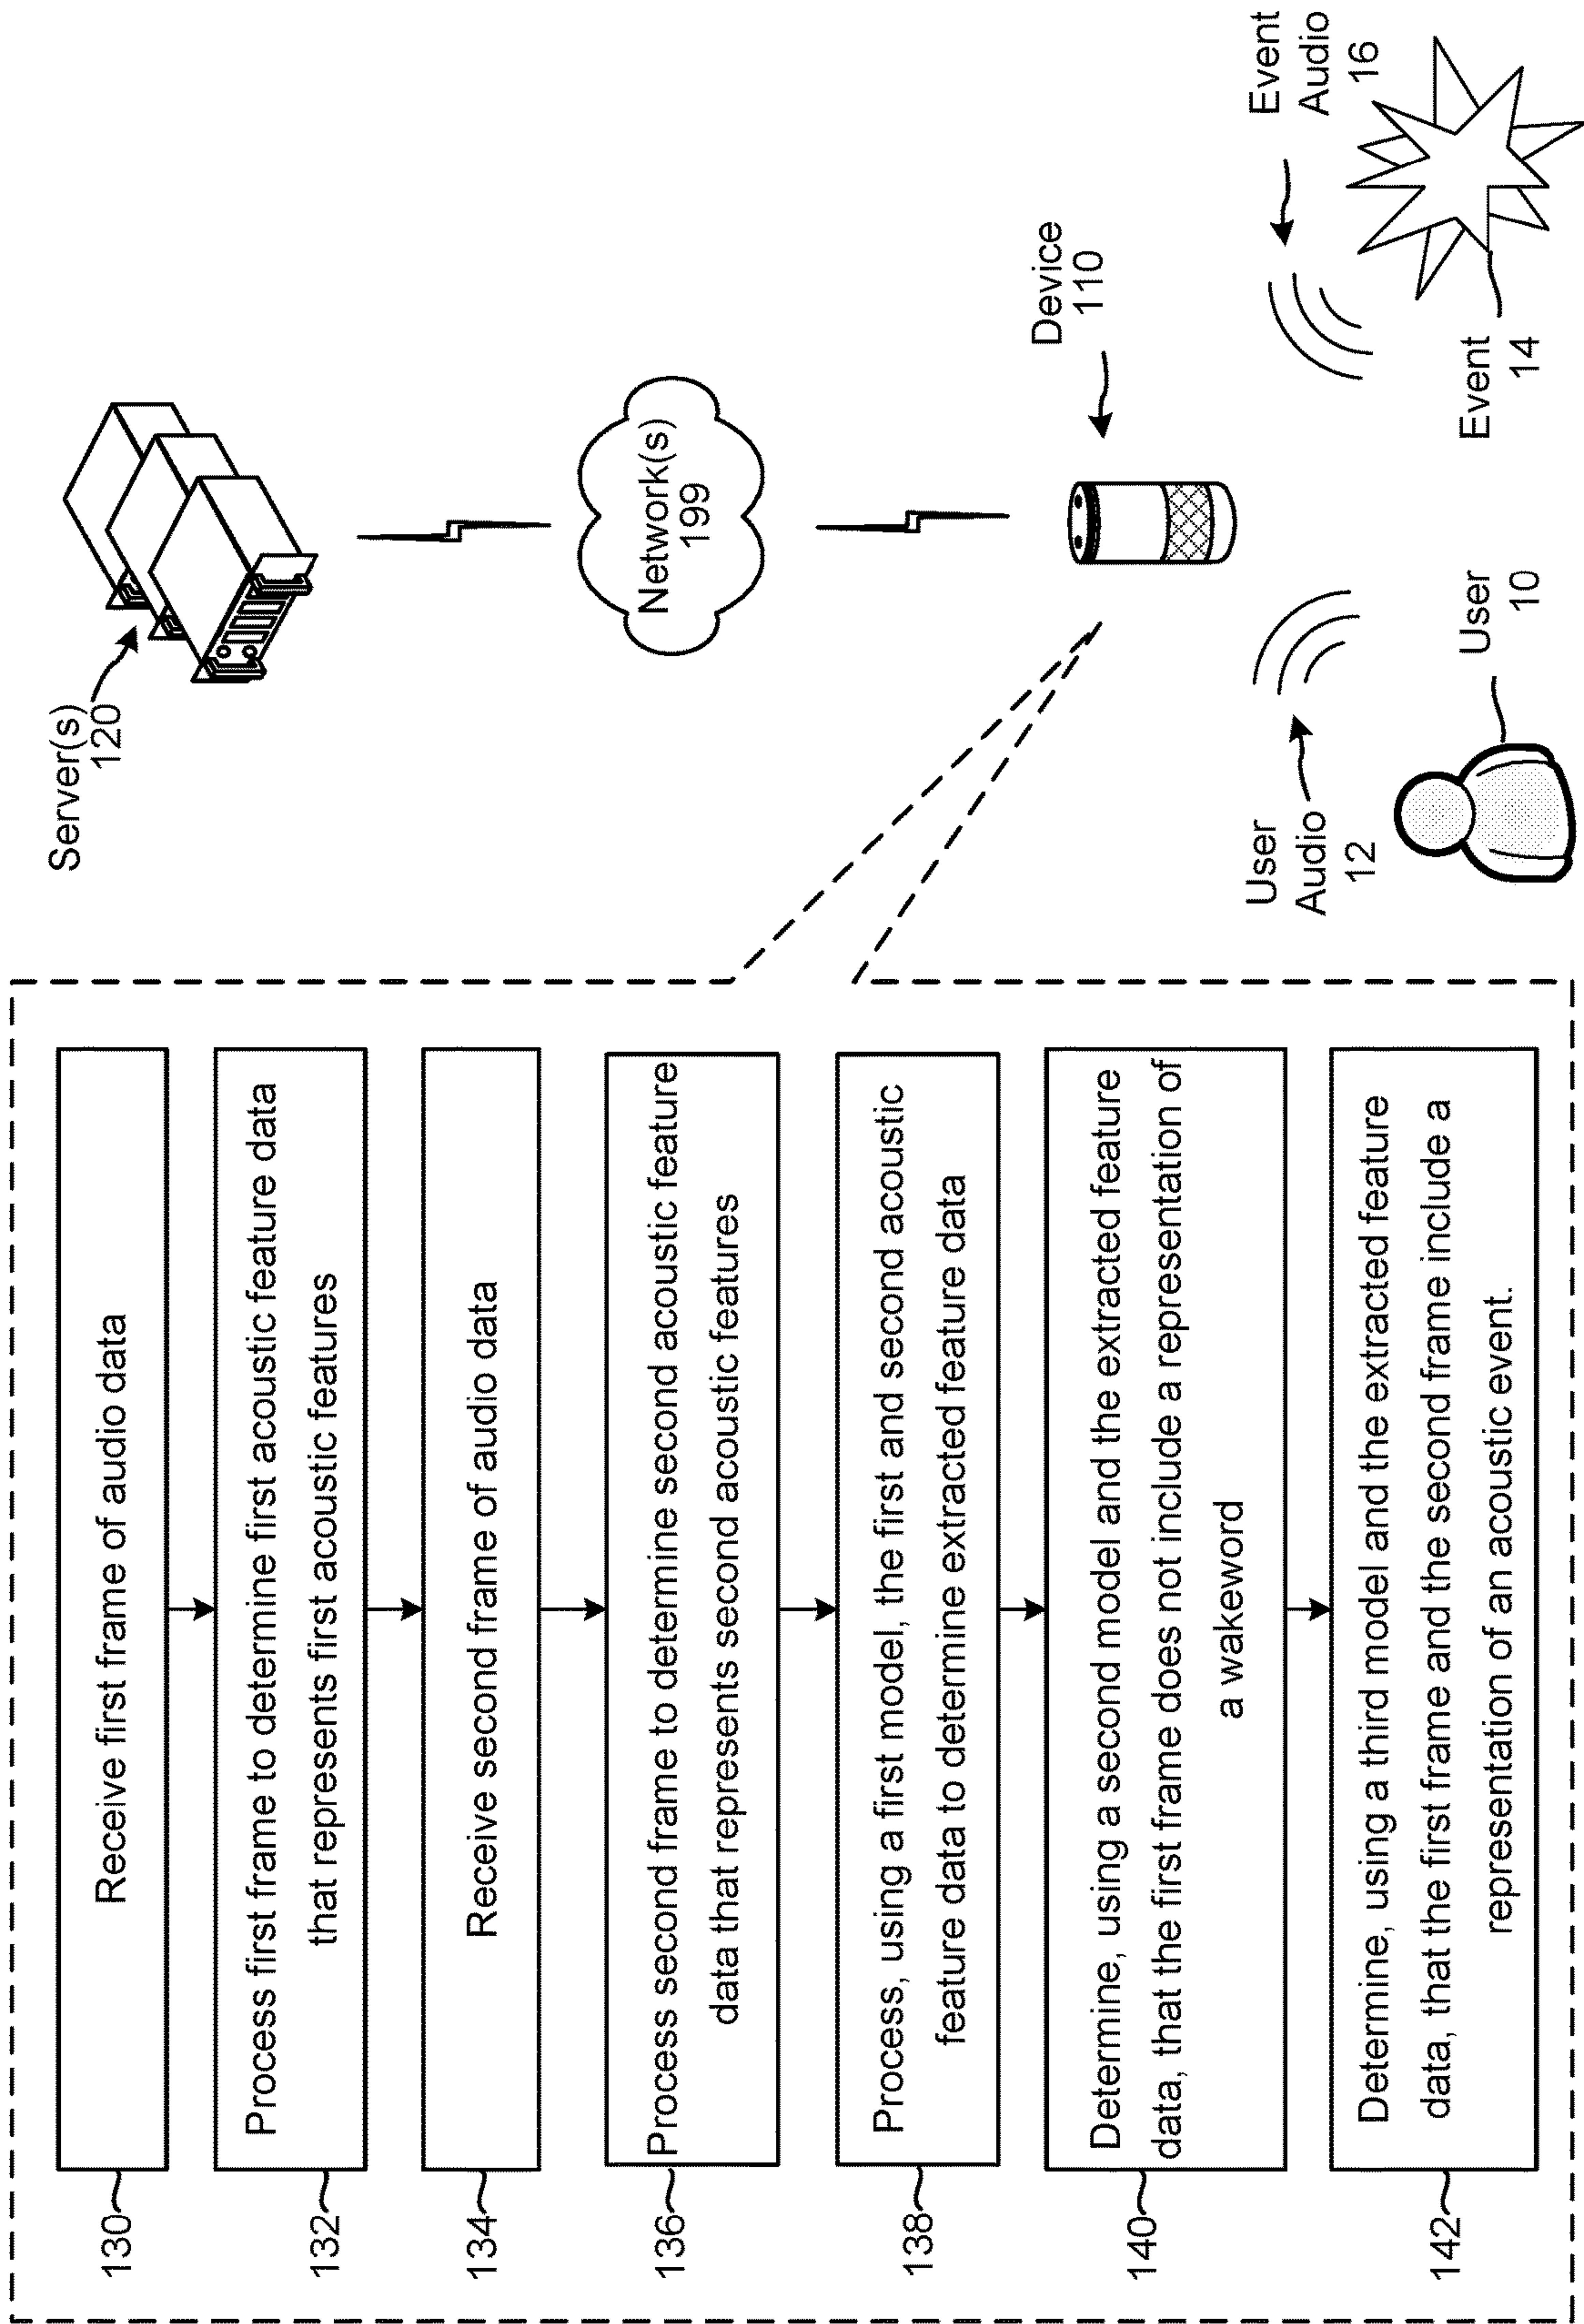 130
Receive first frame of audio data
132
Process first frame to determine first acoustic feature data
that represents first acoustic features
134
Receive second frame of audio data
136
Process second frame to determine second acoustic feature
data that represents second acoustic features
138
Process, using a first model, the first and second acoustic
feature data to determine extracted feature data
140
Determine, using a second model and the extracted feature
data, that the first frame does not include a representation of
a wakeword
142
Determine, using a third model and the extracted feature
data, that the first frame and the second frame include a
representation of an acoustic event.
Server(s)
120
Network(s)
199
Device
110
User
Audio
12
User
10
Event
Audio
16
Event
14